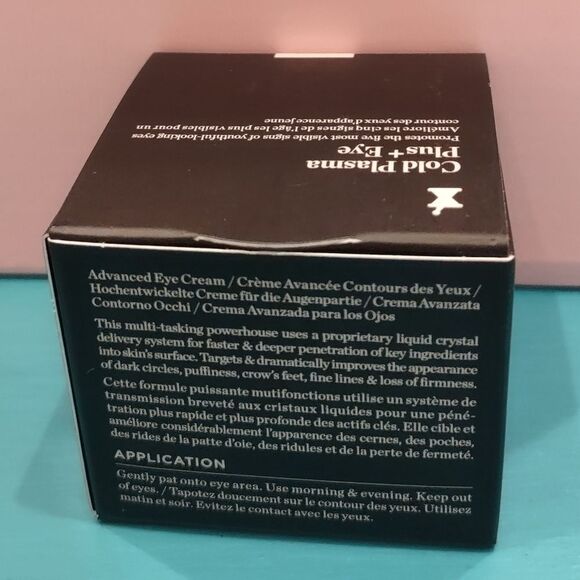 Cold Plasma
Plus+ Eye
Promotes the five most visible signs of youthful-looking eyes
Améliore les cinq signes de l'âge les plus visibles pour un
contour des yeux d'apparence jeune
Advanced Eye Cream / Crème Avancée Contours des Yeux /
Hochentwickelte Creme für die Augenpartie / Crema Avanzata
Contorno Occhi / Crema Avanzada para los Ojos
This multi-tasking powerhouse uses a proprietary liquid crystal
delivery system for faster & deeper penetration of key ingredients
into skin's surface. Targets & dramatically improves the appearance
of dark circles, puffiness, crow's feet, fine lines & loss of firmness.
Cette formule puissante mutifonctions utilise un système de
transmission breveté aux cristaux liquides pour une péné-
tration plus rapide et plus profonde des actifs clés. Elle cible et
améliore considérablement l'apparence des cernes, des poches,
des rides de la patte d'oie, des ridules et de la perte de fermeté.
APPLICATION
Gently pat onto eye area. Use morning & evening. Keep out
of eyes. / Tapotez doucement sur le contour des yeux. Utilisez
matin et soir. Evitez le contact avec les yeux.